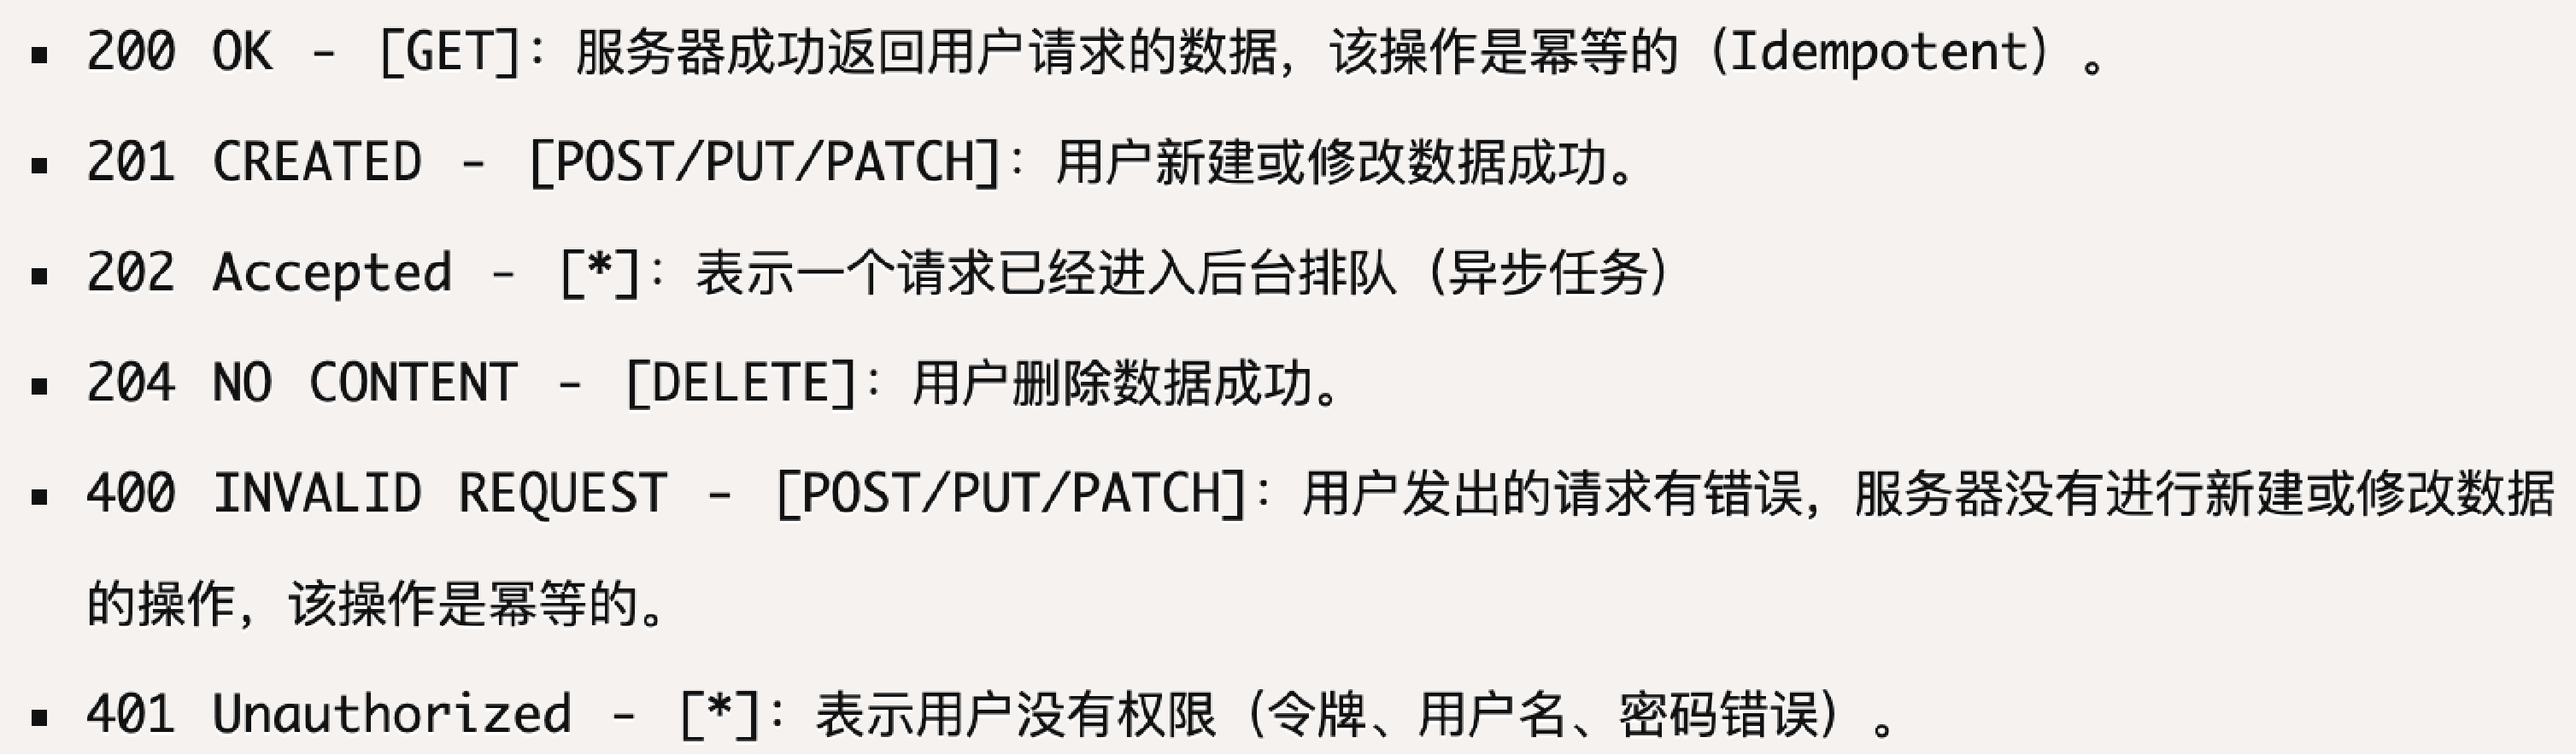 ▪ 200 OK - [GET]：服务器成功返回用户请求的数据，该操作是幂等的（Idempotent）。
▪ 201 CREATED - [POST/PUT/PATCH]：用户新建或修改数据成功。
▪ 202 Accepted - [*]：表示一个请求已经进入后台排队（异步任务）
▪ 204 NO CONTENT - [DELETE]：用户删除数据成功。
▪ 400 INVALID REQUEST - [POST/PUT/PATCH]：用户发出的请求有错误，服务器没有进行新建或修改数据
的操作，该操作是幂等的。
▪ 401 Unauthorized - [*]：表示用户没有权限（令牌、用户名、密码错误）。